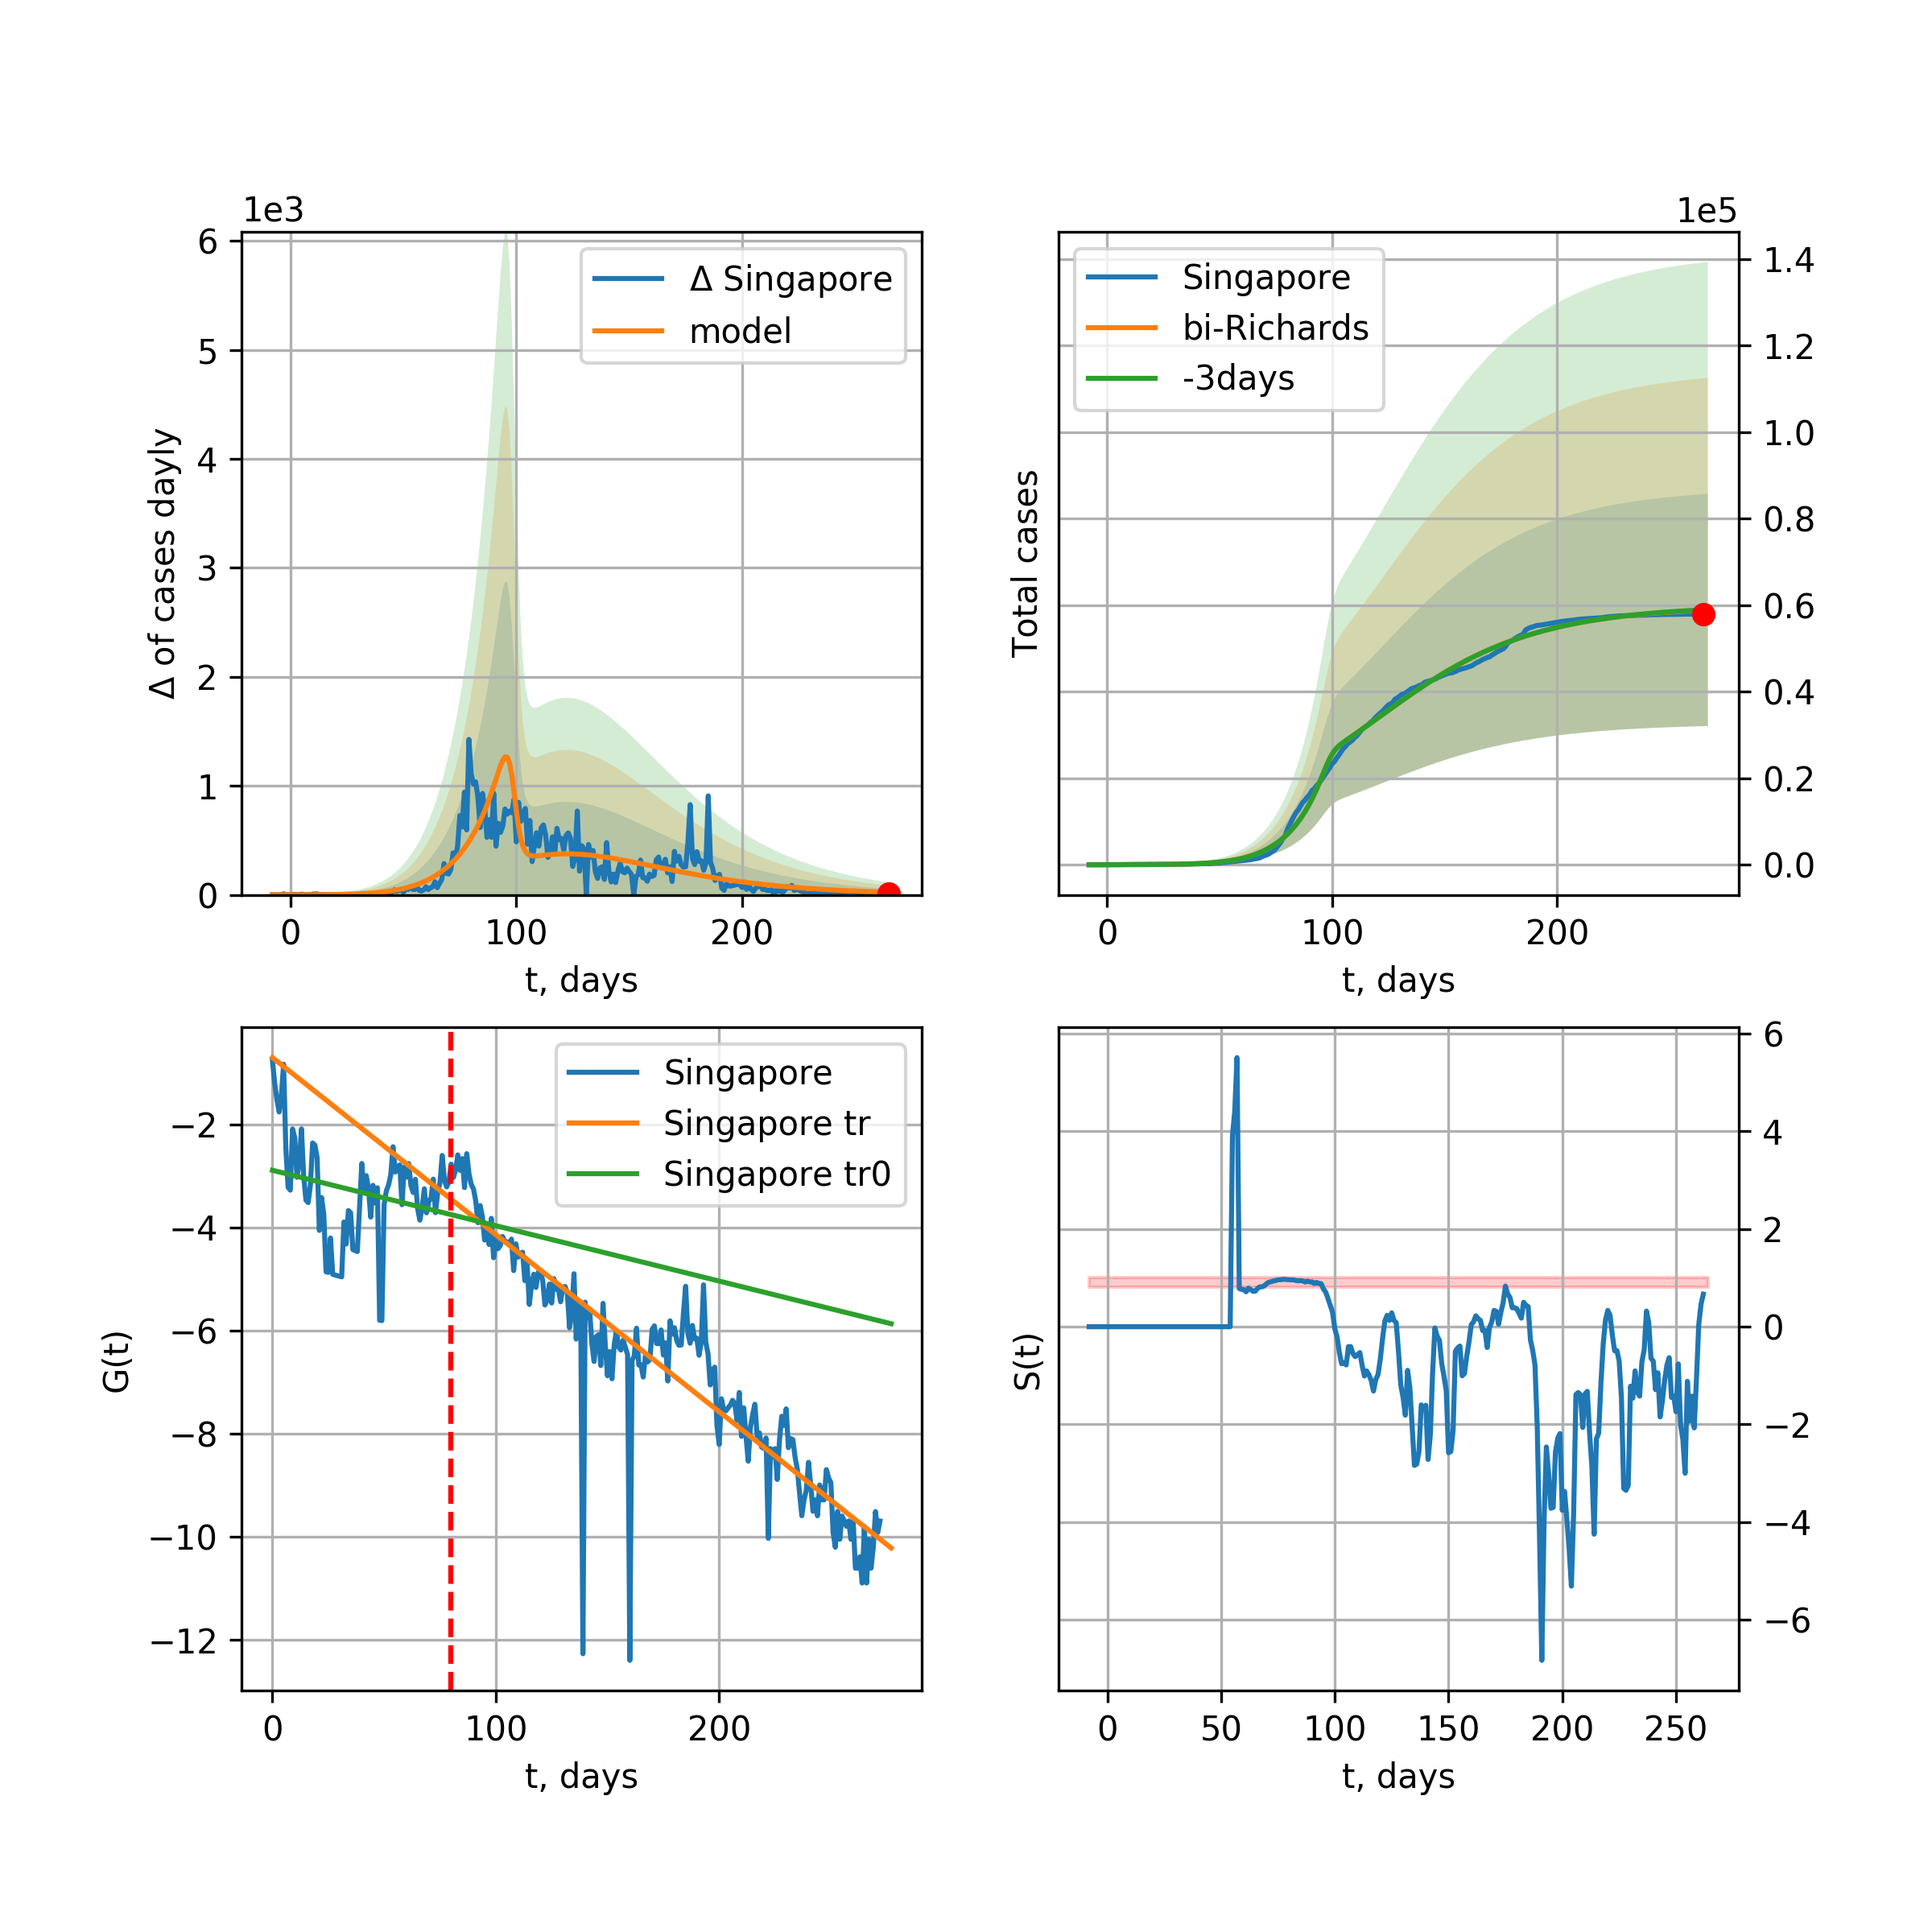 1e3
6
5
4
3
2
1
0
Δ of cases dayly
Δ Singapore
model
0 100 200
t, days
1e5
Singapore
bi-Richards
-3days
Total cases
1.4
1.2
1.0
0.8
0.6
0.4
0.2
0.0
0 100 200
t, days
−2
−4
−6
−8
−10
−12
G(t)
Singapore
Singapore tr
Singapore tr0
0 100 200
t, days
S(t)
6
4
2
0
−2
−4
−6
0 50 100 150 200 250
t, days